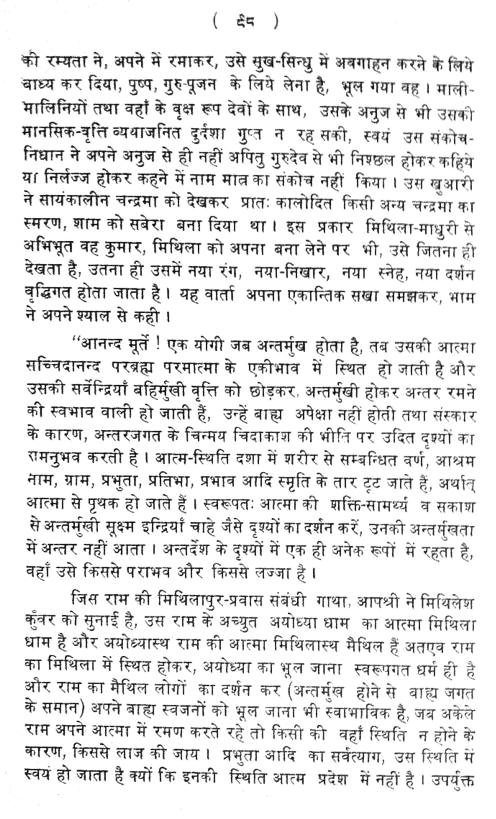 ( ९८ )
की रम्यता ने, अपने में रमाकर, उसे सुख-सिन्धु में अवगाहन करने के लिये
बाध्य कर दिया, पुष्प, गुरु-पूजन के लिये लेना है, भूल गया वह । माली-
मालिनियों तथा वहाँ के वृक्ष रूप देवों के साथ, उसके अनुज से भी उसकी
मानसिक-वृत्ति व्यथाजनित दुर्दशा गुप्त न रह सकी, स्वयं उस संकोच-
निधान ने अपने अनुज से ही नहीं अपितु गुरुदेव से भी निश्छल होकर कहिये
या निर्लज्ज होकर कहने में नाम मात्र का संकोच नहीं किया । उस खुआरी
ने सायंकालीन चन्द्रमा को देखकर प्रातः कालोदित किसी अन्य चन्द्रमा का
स्मरण, शाम को सबेरा बना दिया था । इस प्रकार मिथिला-माधुरी से
अभिभूत वह कुमार, मिथिला को अपना बना लेने पर भी, उसे जितना ही
देखता है, उतना ही उसमें नया रंग, नया-निखार, नया स्नेह, नया दर्शन
वृद्धिगत होता जाता है । यह वार्ता अपना एकान्तिक सखा समझकर, भाम
ने अपने श्याल से कही ।
"आनन्द मूर्ते ! एक योगी जब अन्तर्मुख होता है, तब उसकी आत्मा
सच्चिदानन्द परब्रह्म परमात्मा के एकीभाव में स्थित हो जाती है और
उसकी सर्वेन्द्रियाँ बहिर्मुखी वृत्ति को छोड़कर, अन्तर्मुखी होकर अन्तर रमने
की स्वभाव वाली हो जाती हैं, उन्हें बाह्य अपेक्षा नहीं होती तथा संस्कार
के कारण, अन्तरजगत के चिन्मय चिदाकाश की भीति पर उदित दृश्यों का
रामनुभव करती है । आत्म-स्थिति दशा में शरीर से सम्बन्धित वर्ण, आश्रम
नाम, ग्राम, प्रभुता, प्रतिभा, प्रभाव आदि स्मृति के तार टूट जाते हैं, अर्थात्
आत्मा से पृथक हो जाते हैं । स्वरूपतः आत्मा की शक्ति-सामर्थ्य व सकाश
से अन्तर्मुखी सूक्ष्म इन्द्रियाँ चाहे जैसे दृश्यों का दर्शन करें, उनकी अन्तर्मुखता
में अन्तर नहीं आता । अन्तर्देश के दृश्यों में एक ही अनेक रूपों में रहता है,
वहाँ उसे किससे पराभव और किससे लज्जा है ।
जिस राम की मिथिलापुर-प्रवास संबंधी गाथा, आपश्री ने मिथिलेश
कुँवर को सुनाई है, उस राम के अच्युत अयोध्या धाम का आत्मा मिथिला
धाम है और अयोध्यास्थ राम की आत्मा मिथिलास्थ मैथिल हैं अतएव राम
का मिथिला में स्थित होकर, अयोध्या का भूल जाना स्वरूपगत धर्म ही है
और राम का मैथिल लोगों का दर्शन कर (अन्तर्मुख होने से बाह्य जगत
के समान) अपने बाह्य स्वजनों को भूल जाना भी स्वाभाविक है, जब अकेले
राम अपने आत्मा में रमण करते रहे तो किसी की वहाँ स्थिति न होने के
कारण, किससे लाज की जाय । प्रभुता आदि का सर्वत्याग, उस स्थिति में
स्वयं हो जाता है क्यों कि इनकी स्थिति आत्म प्रदेश में नहीं है । उपर्युक्त